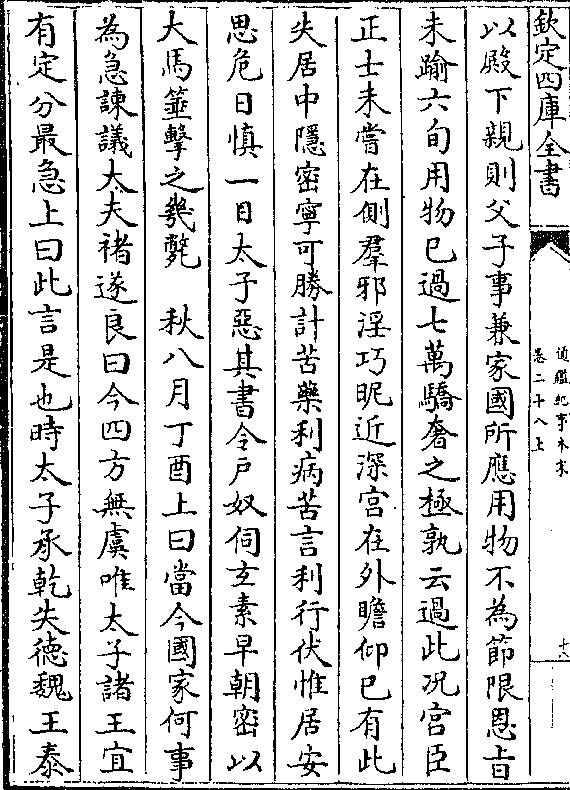 欽定四庫全書
通鑑紀事本末
卷二十八上
十八
以殿下親則父子事兼家國所應用物不為節限恩旨
未踰六旬用物已過七萬驕奢之極孰云過此况宫臣
正士未嘗在側羣邪淫巧昵近深宫在外瞻仰已有此
失居中隱密寧可勝計苦藥利病苦言利行伏惟居安
思危日慎一日太子惡其書令户奴伺玄素早朝密以
大馬箠擊之幾斃　秋八月丁酉上曰當今國家何事
為急諫議大夫褚遂良曰今四方無虞唯太子諸王宜
有定分最急上曰此言是也時太子承乾失徳魏王泰